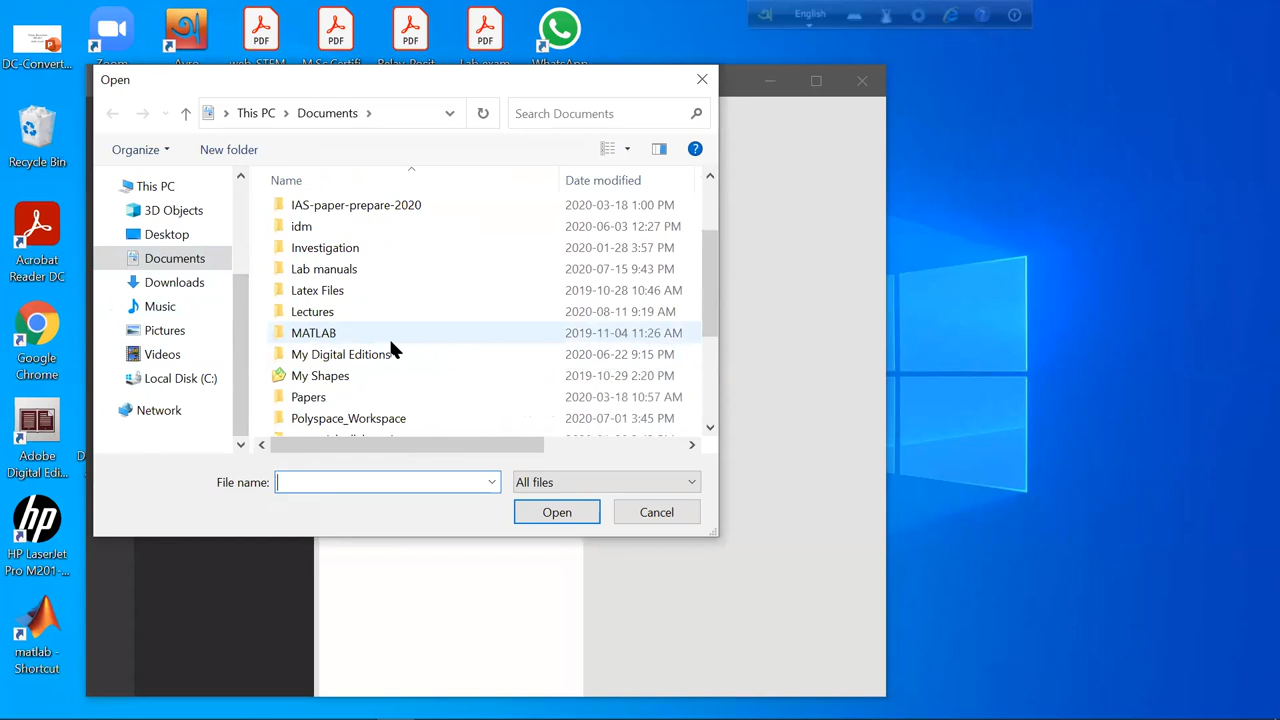 English
DC-Convert...
Zoom
Avro
PDF
PDF
PDF
PDF
WhatsApp
Recycle Bin
Acrobat
Reader DC
Google
Chrome
Adobe
Digital Edi...
HP LaserJet
Pro M201-...
matlab -
Shortcut
Open
This PC
Documents
Search Documents
Organize
New folder
This PC
3D Objects
Desktop
Documents
Downloads
Music
Pictures
Videos
Local Disk (C:)
Network
Name Date modified
IAS-paper-prepare-2020 2020-03-18 1:00 PM
idm 2020-06-03 12:27 PM
Investigation 2020-01-28 3:57 PM
Lab manuals 2020-07-15 9:43 PM
Latex Files 2019-10-28 10:46 AM
Lectures 2020-08-11 9:19 AM
MATLAB 2019-11-04 11:26 AM
My Digital Editions 2020-06-22 9:15 PM
My Shapes 2019-10-29 2:20 PM
Papers 2020-03-18 10:57 AM
Polyspace_Workspace 2020-07-01 3:45 PM
File name:
All files
Open
Cancel